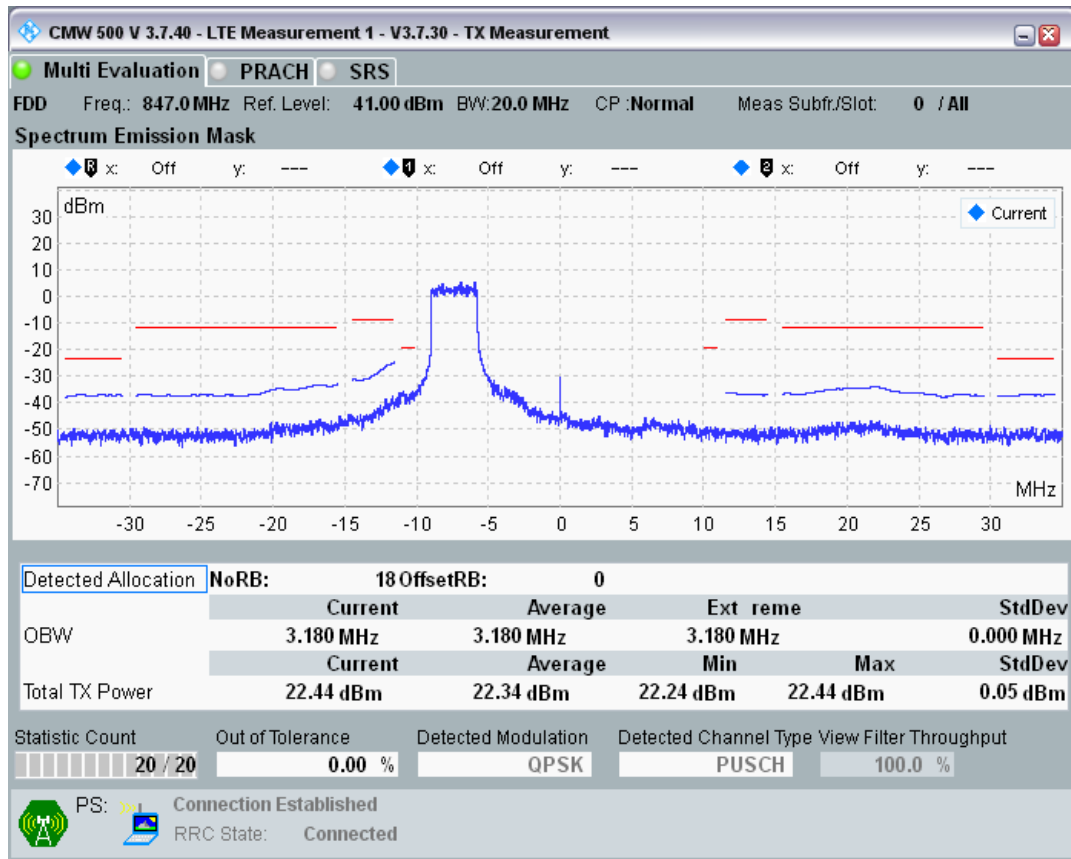 CMW 500 V 3.7.40 - LTE Measurement 1 - V3.7.30 - TX Measurement
Multi Evaluation PRACH SRS
FDD Freq.: 847.0 MHz Ref. Level: 41.00 dBm BW: 20.0 MHz CP : Normal Meas Subfr./Slot: 0 / All
Spectrum Emission Mask
R x: Off y: --- 1 x: Off y: --- 2 x: Off y: ---
dBm
Current
30
20
10
0
-10
-20
-30
-40
-50
-60
-70
MHz
-30 -25 -20 -15 -10 -5 0 5 10 15 20 25 30
Detected Allocation NoRB: 18 OffsetRB: 0
Current Average Ext reme StdDev
OBW 3.180 MHz 3.180 MHz 3.180 MHz 0.000 MHz
Current Average Min Max StdDev
Total TX Power 22.44 dBm 22.34 dBm 22.24 dBm 22.44 dBm 0.05 dBm
Statistic Count Out of Tolerance Detected Modulation Detected Channel Type View Filter Throughput
20 / 20 0.00 % QPSK PUSCH 100.0 %
PS: Connection Established
RRC State: Connected